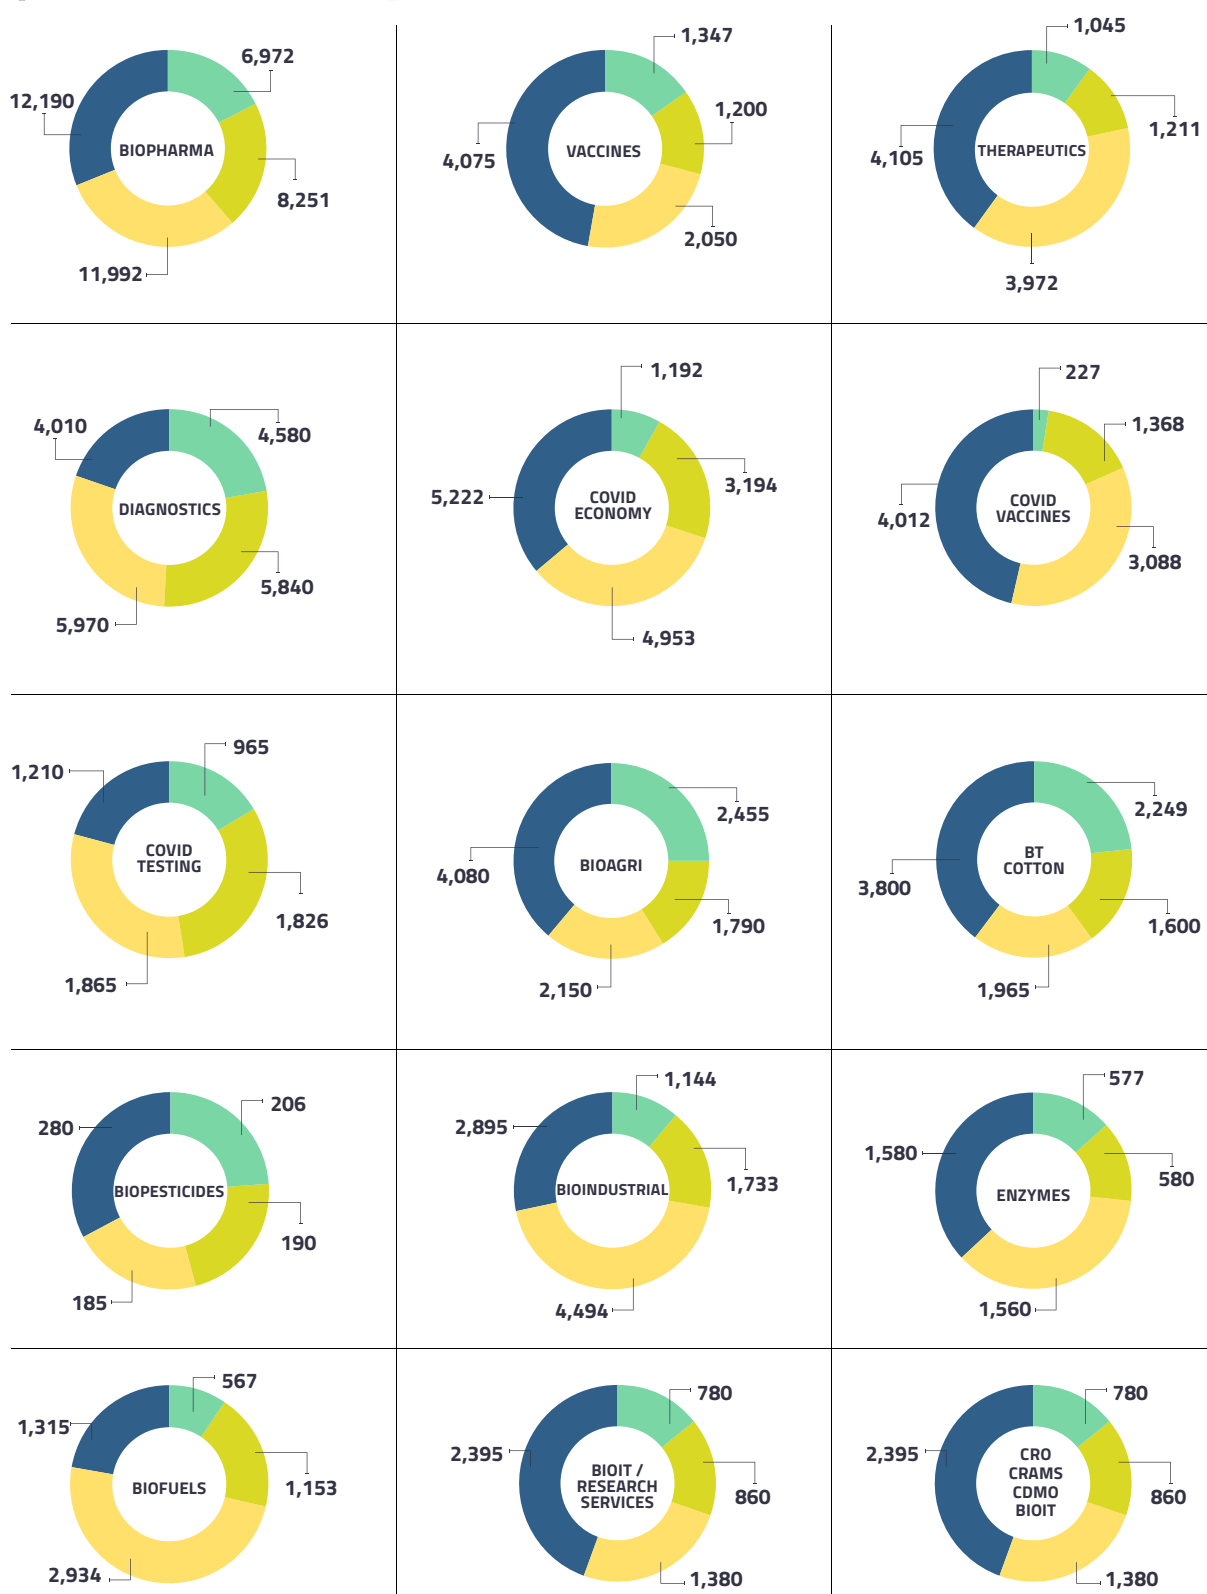 6,972
12,190
BIOPHARMA
8,251
11,992
1,347
1,200
4,075
VACCINES
2,050
1,045
1,211
4,105
THERAPEUTICS
3,972
4,010
4,580
DIAGNOSTICS
5,840
5,970
1,192
3,194
5,222
COVID
ECONOMY
4,953
227
1,368
4,012
COVID
VACCINES
3,088
965
1,210
COVID
TESTING
1,826
1,865
2,455
4,080
BIOAGRI
1,790
2,150
2,249
3,800
BT
COTTON
1,600
1,965
206
280
BIOPESTICIDES
190
185
1,144
2,895
1,733
BIOINDUSTRIAL
4,494
577
1,580
580
ENZYMES
1,560
567
1,315
BIOFUELS
1,153
2,934
780
2,395
BIOIT /
RESEARCH
SERVICES
860
1,380
780
2,395
CRO
CRAMS
CDMO
BIOIT
860
1,380